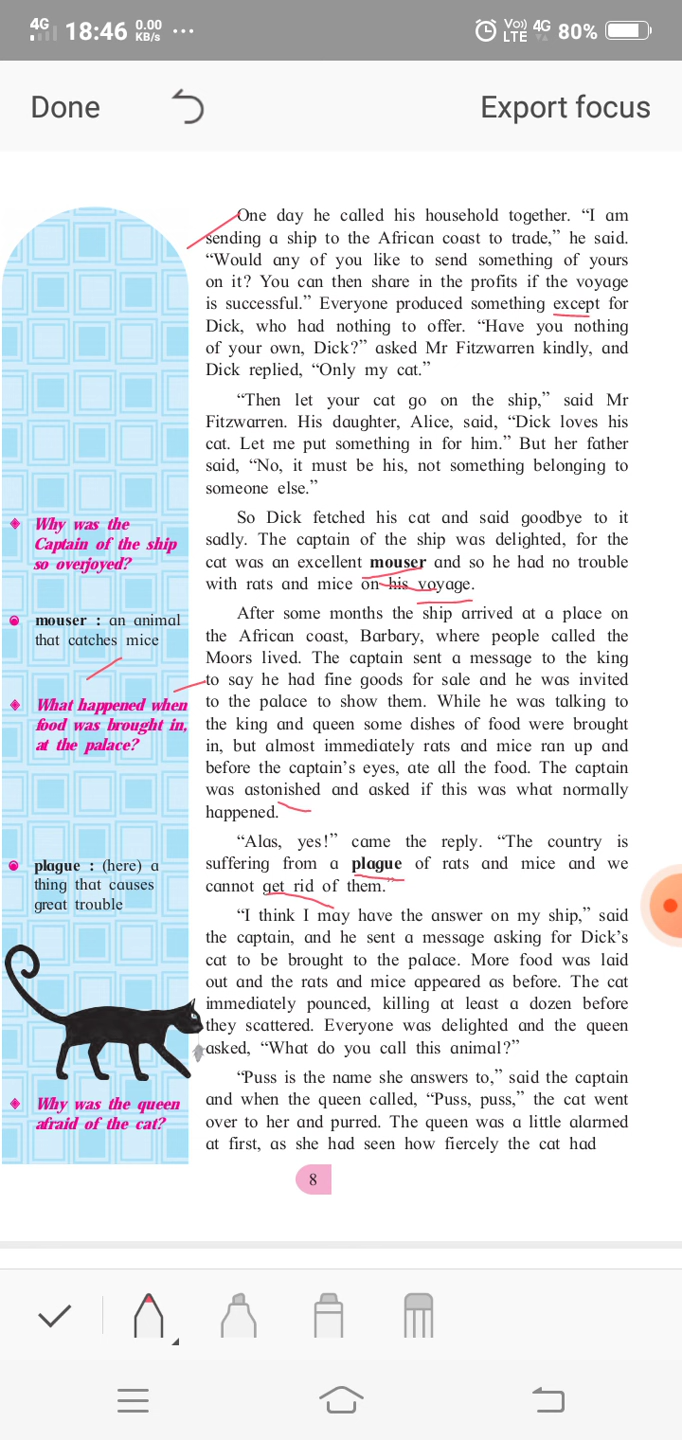 4G 18:46 0.00 KB/s ... Vo)) LTE 4G 80%
Done Export focus
One day he called his household together. “I am
sending a ship to the African coast to trade,” he said.
“Would any of you like to send something of yours
on it? You can then share in the profits if the voyage
is successful.” Everyone produced something except for
Dick, who had nothing to offer. “Have you nothing
of your own, Dick?” asked Mr Fitzwarren kindly, and
Dick replied, “Only my cat.”
“Then let your cat go on the ship,” said Mr
Fitzwarren. His daughter, Alice, said, “Dick loves his
cat. Let me put something in for him.” But her father
said, “No, it must be his, not something belonging to
someone else.”
So Dick fetched his cat and said goodbye to it
sadly. The captain of the ship was delighted, for the
cat was an excellent mouser and so he had no trouble
with rats and mice on his voyage.
After some months the ship arrived at a place on
the African coast, Barbary, where people called the
Moors lived. The captain sent a message to the king
to say he had fine goods for sale and he was invited
to the palace to show them. While he was talking to
the king and queen some dishes of food were brought
in, but almost immediately rats and mice ran up and
before the captain’s eyes, ate all the food. The captain
was astonished and asked if this was what normally
happened.
“Alas, yes!” came the reply. “The country is
suffering from a plague of rats and mice and we
cannot get rid of them.”
“I think I may have the answer on my ship,” said
the captain, and he sent a message asking for Dick’s
cat to be brought to the palace. More food was laid
out and the rats and mice appeared as before. The cat
immediately pounced, killing at least a dozen before
they scattered. Everyone was delighted and the queen
asked, “What do you call this animal?”
“Puss is the name she answers to,” said the captain
and when the queen called, “Puss, puss,” the cat went
over to her and purred. The queen was a little alarmed
at first, as she had seen how fiercely the cat had
Why was the
Captain of the ship
so overjoyed?
mouser : an animal
that catches mice
What happened when
food was brought in,
at the palace?
plague : (here) a
thing that causes
great trouble
Why was the queen
afraid of the cat?
8